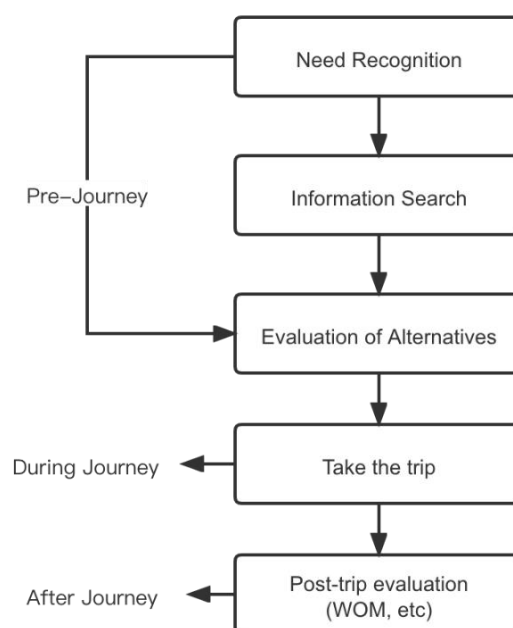 Need Recognition
Pre-Journey
Information Search
Evaluation of Alternatives
During Journey
Take the trip
After Journey
Post-trip evaluation
(WOM, etc)